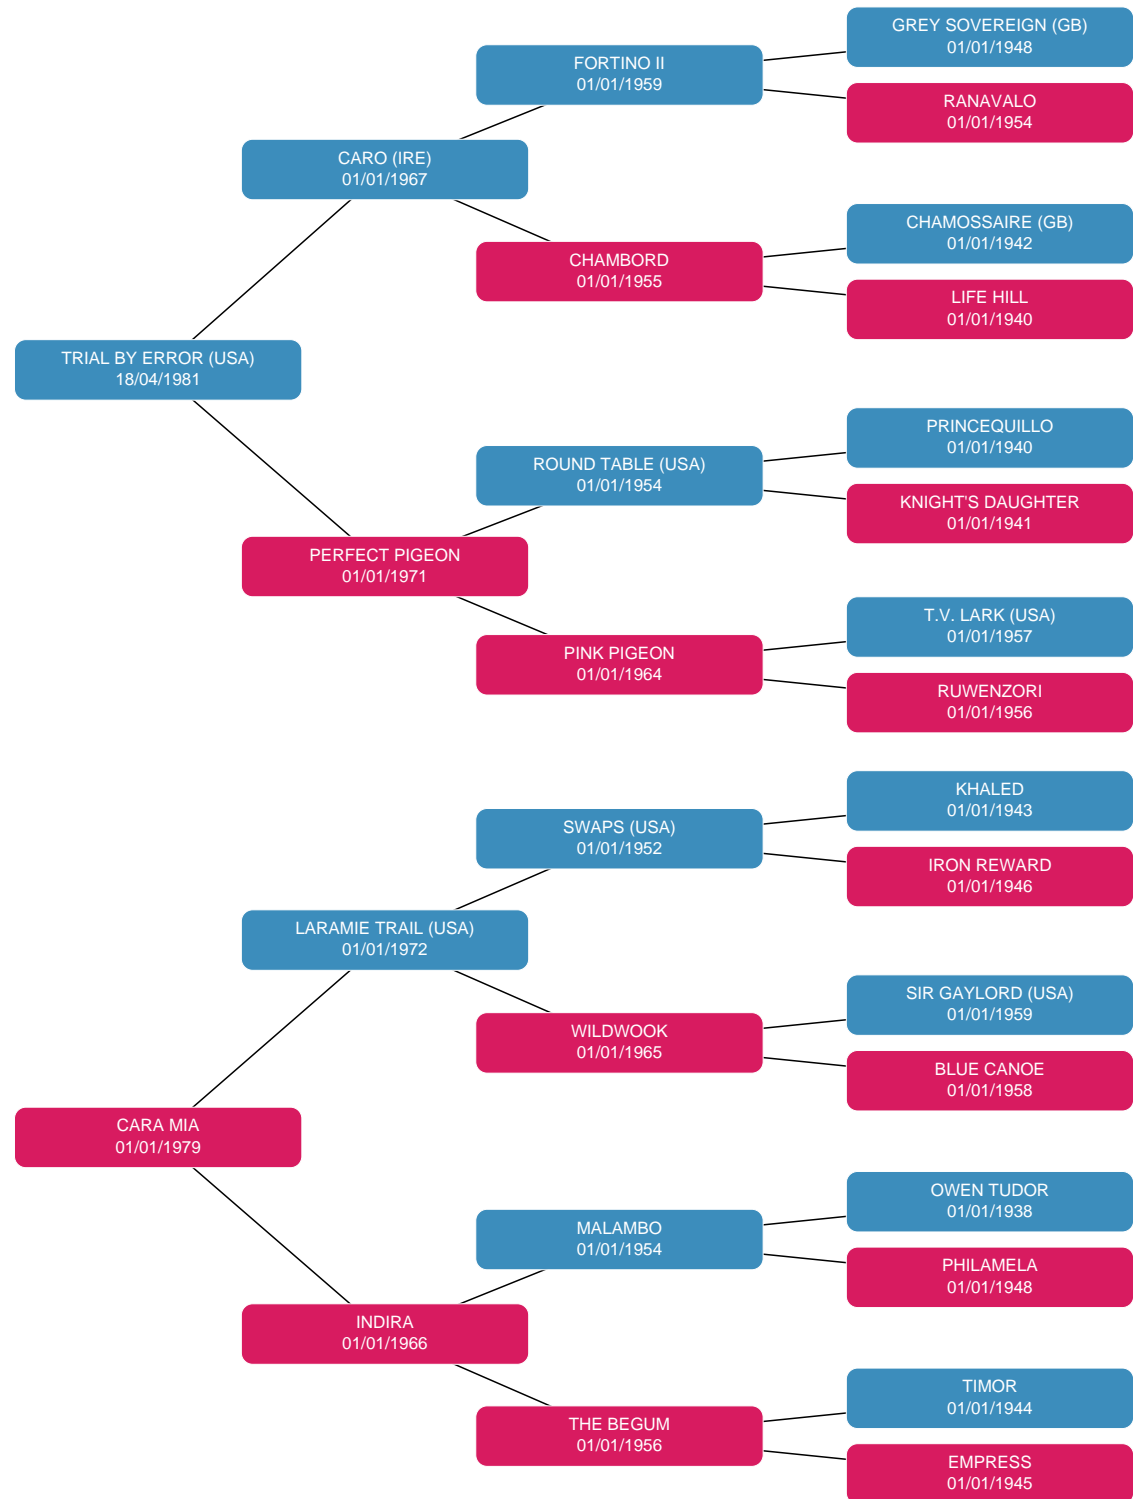 GREY SOVEREIGN (GB)
01/01/1948
FORTINO II
01/01/1959
RANAVALO
01/01/1954
CARO (IRE)
01/01/1967
CHAMOSSAIRE (GB)
01/01/1942
CHAMBORD
01/01/1955
LIFE HILL
01/01/1940
TRIAL BY ERROR (USA)
18/04/1981
PRINCEQUILLO
01/01/1940
ROUND TABLE (USA)
01/01/1954
KNIGHT'S DAUGHTER
01/01/1941
PERFECT PIGEON
01/01/1971
T.V. LARK (USA)
01/01/1957
PINK PIGEON
01/01/1964
RUWENZORI
01/01/1956
KHALED
01/01/1943
SWAPS (USA)
01/01/1952
IRON REWARD
01/01/1946
LARAMIE TRAIL (USA)
01/01/1972
SIR GAYLORD (USA)
01/01/1959
WILDWOOK
01/01/1965
BLUE CANOE
01/01/1958
CARA MIA
01/01/1979
OWEN TUDOR
01/01/1938
MALAMBO
01/01/1954
PHILAMELA
01/01/1948
INDIRA
01/01/1966
TIMOR
01/01/1944
THE BEGUM
01/01/1956
EMPRESS
01/01/1945